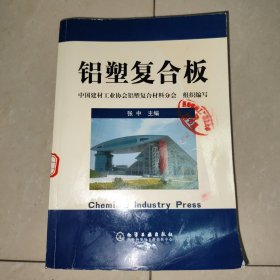 铝塑复合板
中国建材工业协会铝塑复合材料分会 组织编写
张中 主编
Chemical Industry Press
化学工业出版社